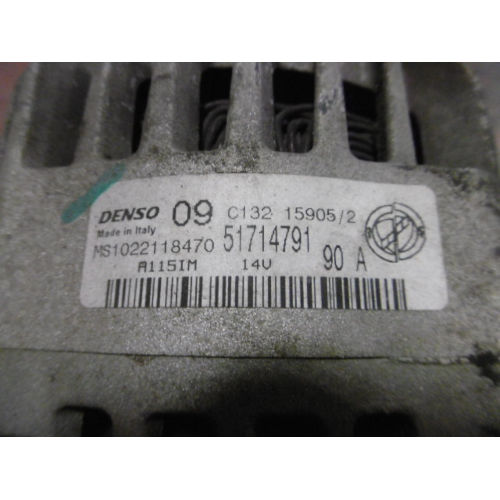 DENSO 09 C132 15905/2
Made in Italy
MS1022118470 51714791
A115IM 14V 90 A